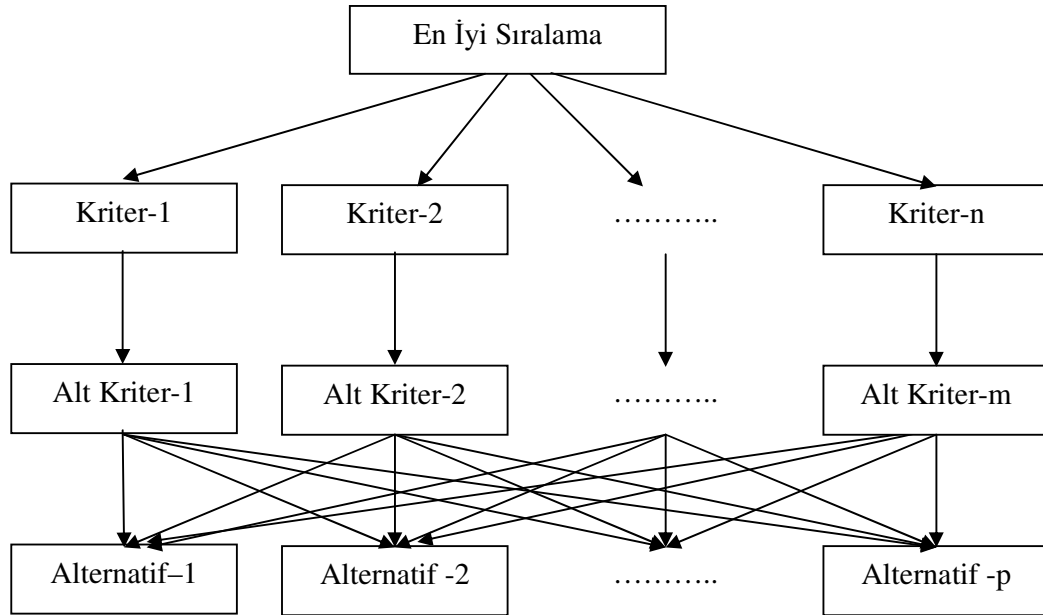 En İyi Sıralama
Kriter-1 Kriter-2 ……….. Kriter-n
Alt Kriter-1 Alt Kriter-2 ……….. Alt Kriter-m
Alternatif–1 Alternatif -2 ……….. Alternatif -p